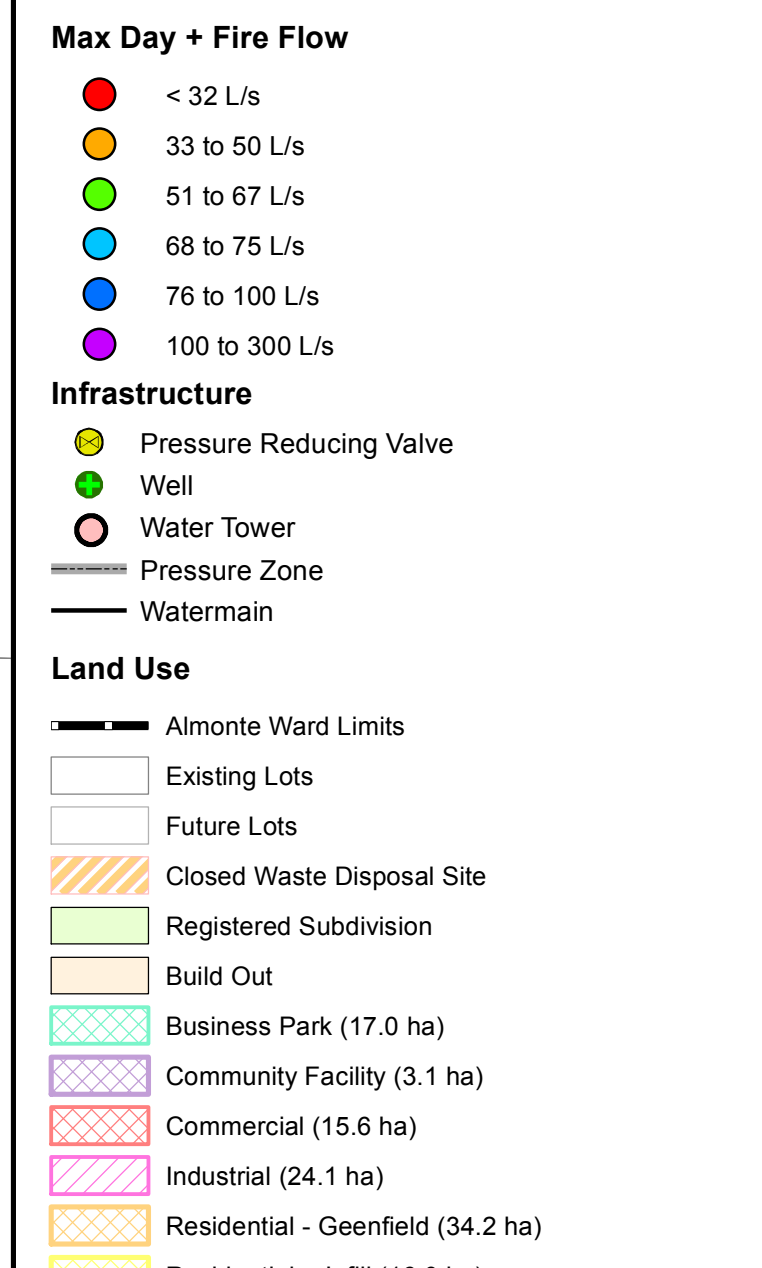 Max Day + Fire Flow
< 32 L/s
33 to 50 L/s
51 to 67 L/s
68 to 75 L/s
76 to 100 L/s
100 to 300 L/s
Infrastructure
Pressure Reducing Valve
Well
Water Tower
Pressure Zone
Watermain
Land Use
Almonte Ward Limits
Existing Lots
Future Lots
Closed Waste Disposal Site
Registered Subdivision
Build Out
Business Park (17.0 ha)
Community Facility (3.1 ha)
Commercial (15.6 ha)
Industrial (24.1 ha)
Residential - Geenfield (34.2 ha)